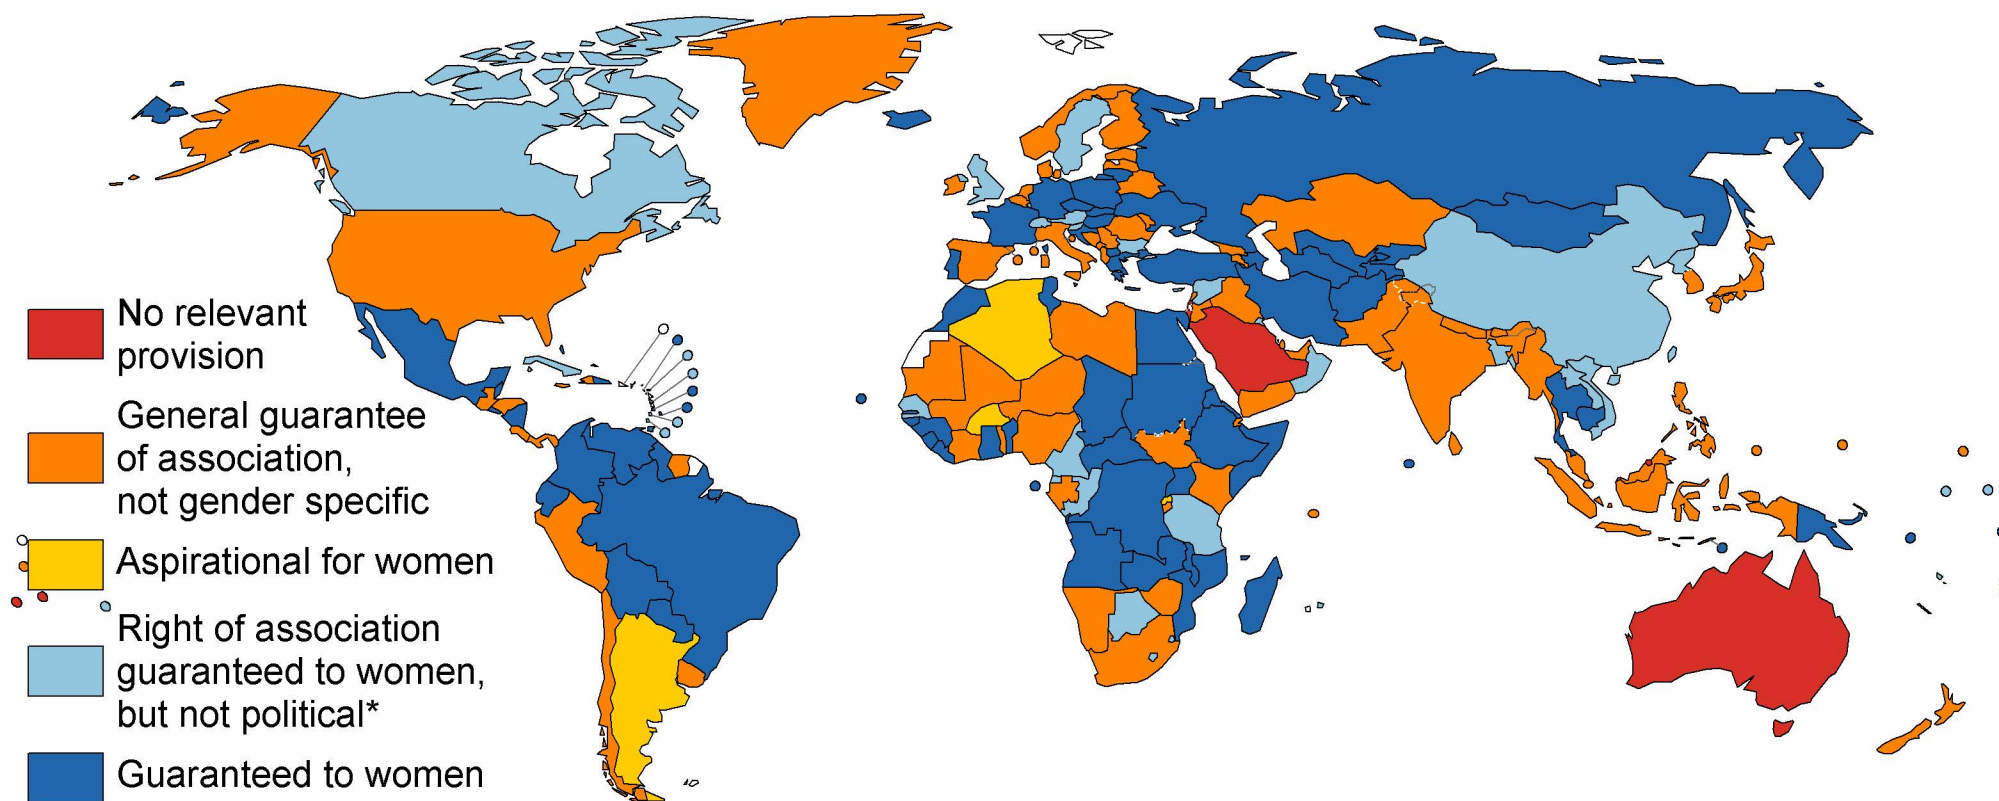 No relevant
provision
General guarantee
of association,
not gender specific
Aspirational for women
Right of association
guaranteed to women,
but not political*
Guaranteed to women